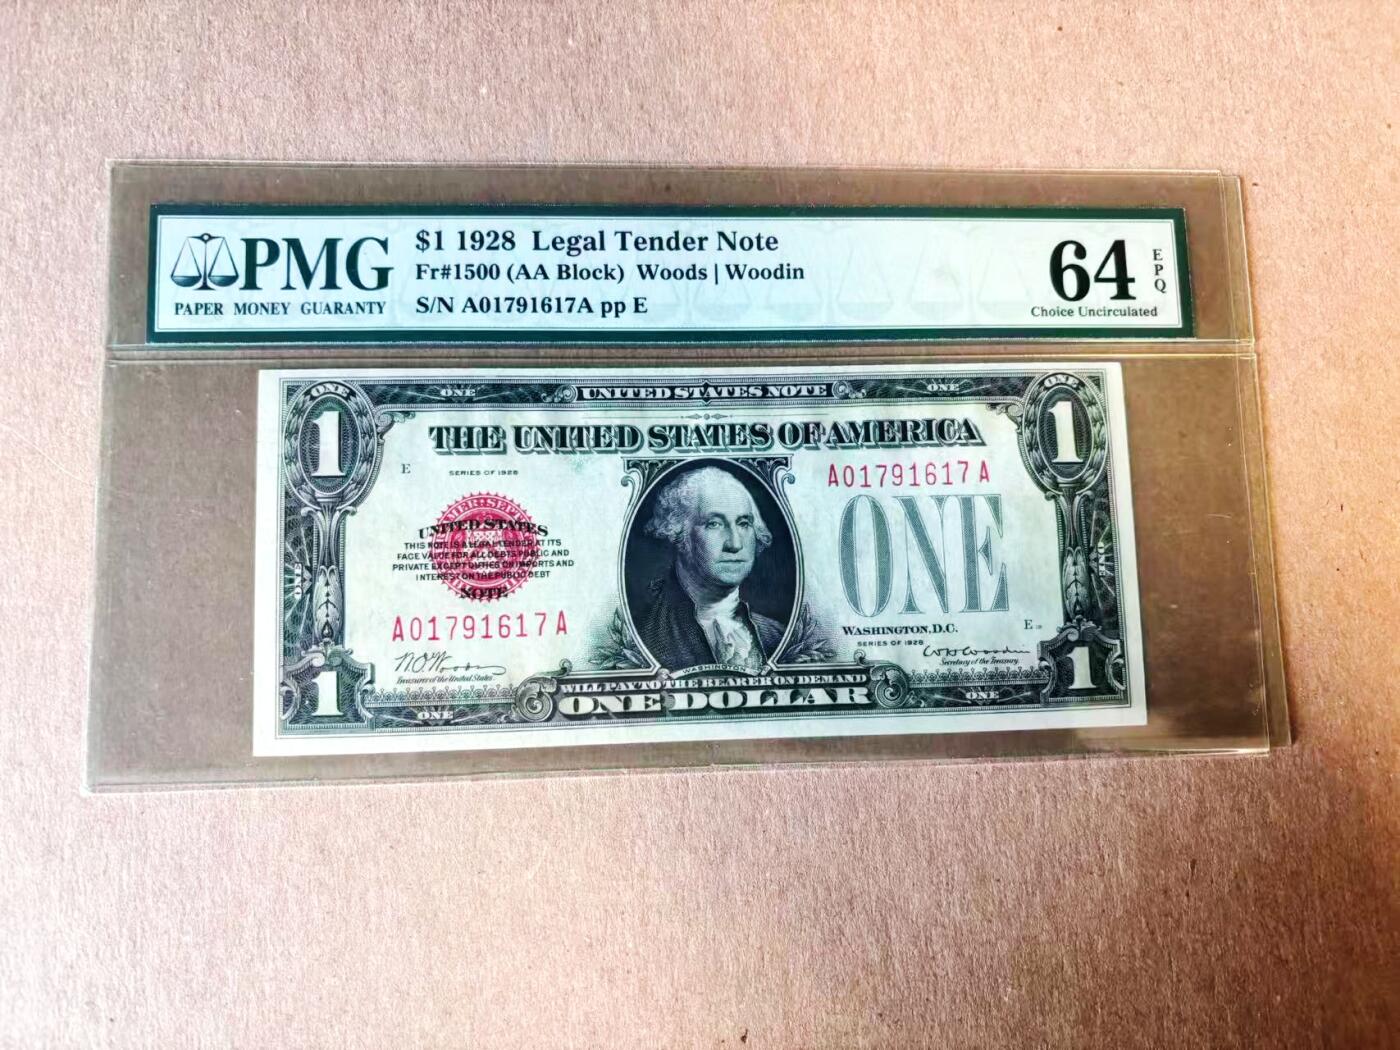 PMG
PAPER MONEY GUARANTY
$1 1928 Legal Tender Note
Fr#1500 (AA Block) Woods | Woodin
S/N A01791617A pp E
64
EPQ
Choice Uncirculated
ONE
ONE
UNITED STATES NOTE
ONE
ONE
1
1
THE UNITED STATES OF AMERICA
E
SERIES OF 1928
A01791617A
UNITED STATES
THIS NOTE IS A LEGAL TENDER AT ITS
FACE VALUE FOR ALL DEBTS PUBLIC AND
PRIVATE EXCEPT DUTIES ON IMPORTS AND
INTEREST ON THE PUBLIC DEBT
NOTE
ONE
ONE
ONE
A01791617A
WASHINGTON, D.C.
E
SERIES OF 1928
Treasurer of the United States.
Secretary of the Treasury.
WASHINGTON
WILL PAY TO THE BEARER ON DEMAND
ONE DOLLAR
1
1
ONE
ONE